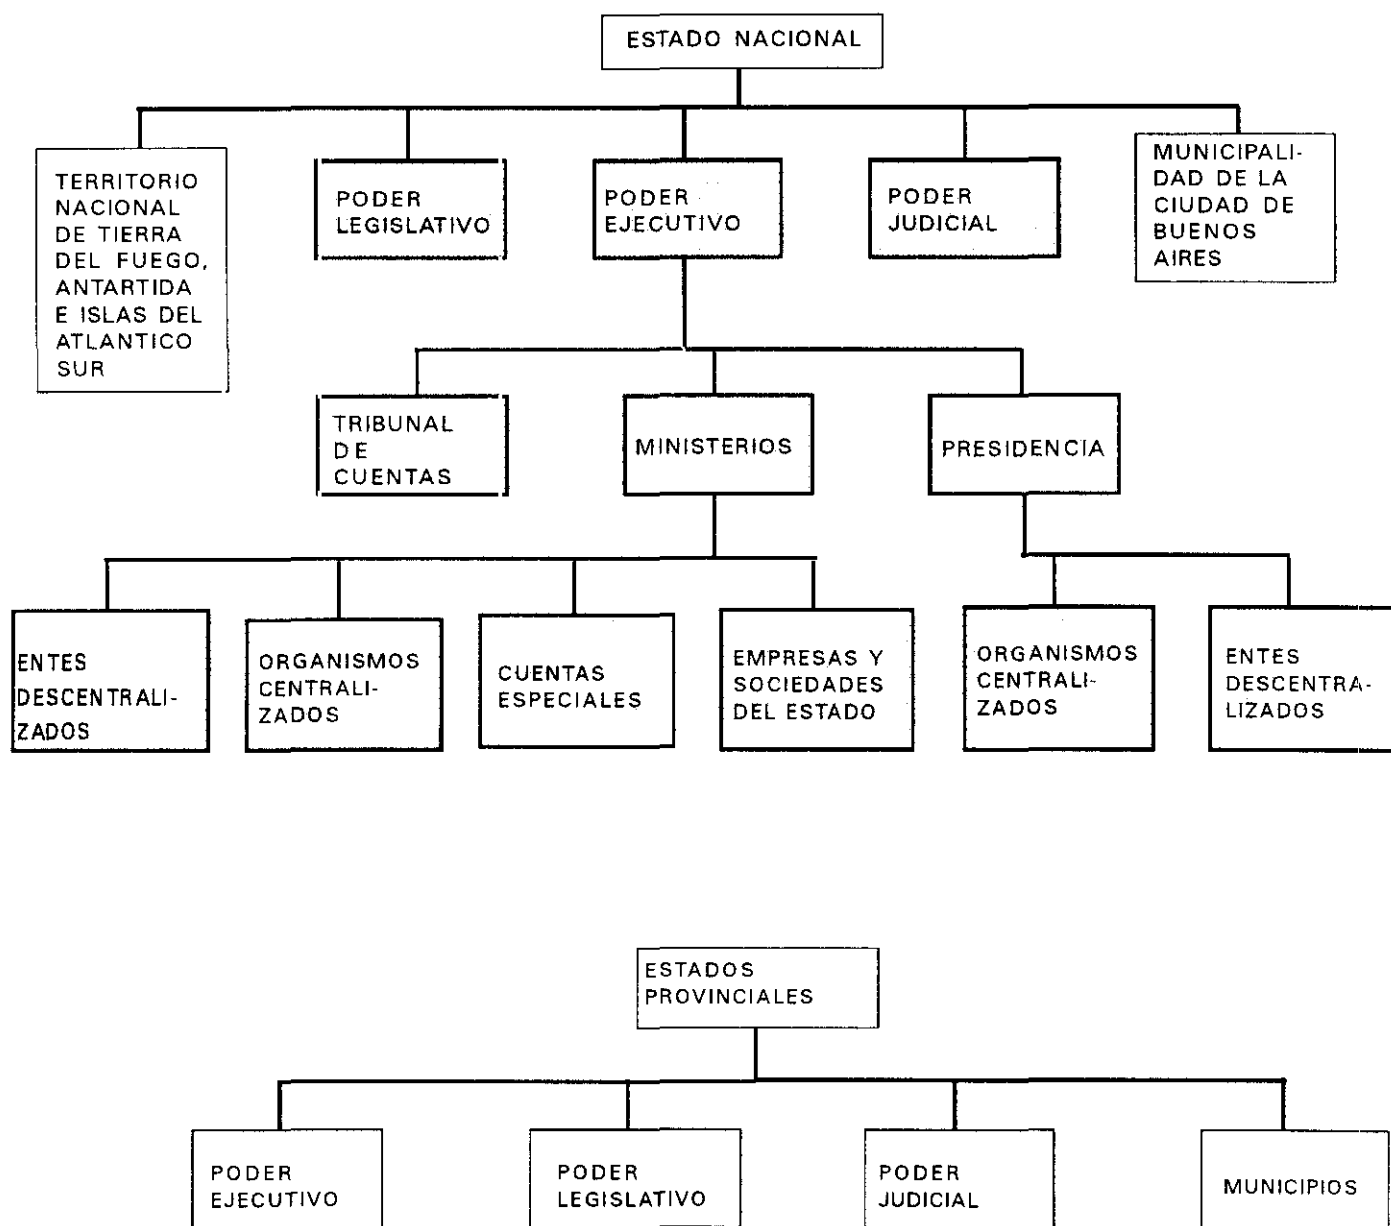 ESTADO NACIONAL
TERRITORIO
NACIONAL
DE TIERRA
DEL FUEGO,
ANTARTIDA
E ISLAS DEL
ATLANTICO
SUR
PODER
LEGISLATIVO
PODER
EJECUTIVO
PODER
JUDICIAL
MUNICIPALI-
DAD DE LA
CIUDAD DE
BUENOS
AIRES
TRIBUNAL
DE
CUENTAS
MINISTERIOS
PRESIDENCIA
ENTES
DESCENTRALI-
ZADOS
ORGANISMOS
CENTRALI-
ZADOS
CUENTAS
ESPECIALES
EMPRESAS Y
SOCIEDADES
DEL ESTADO
ORGANISMOS
CENTRALI-
ZADOS
ENTES
DESCENTRA-
LIZADOS
ESTADOS
PROVINCIALES
PODER
EJECUTIVO
PODER
LEGISLATIVO
PODER
JUDICIAL
MUNICIPIOS